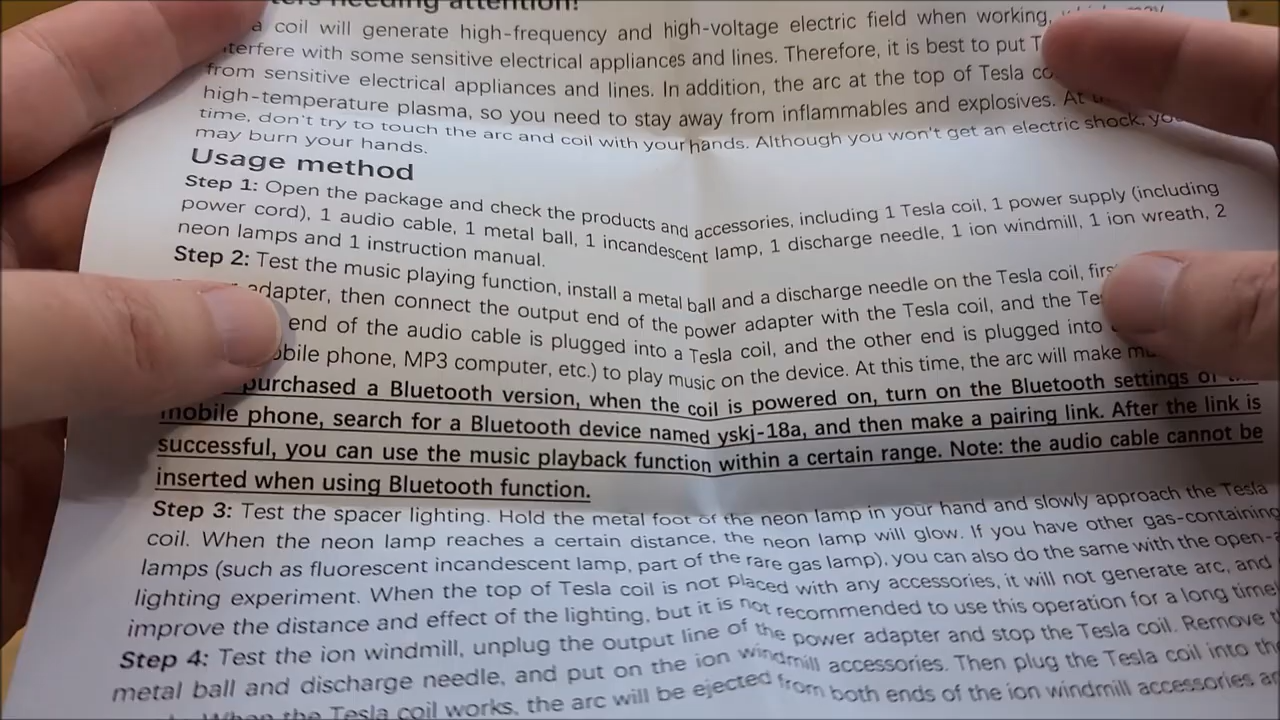 needing attention!
a coil will generate high-frequency and high-voltage electric field when working,
interfere with some sensitive electrical appliances and lines. Therefore, it is best to put
from sensitive electrical appliances and lines. In addition, the arc at the top of Tesla
high-temperature plasma, so you need to stay away from inflammables and explosives. At
time, don't try to touch the arc and coil with your hands. Although you won't get an electric shock, you
may burn your hands.
Usage method
Step 1: Open the package and check the products and accessories, including 1 Tesla coil, 1 power supply (including
power cord), 1 audio cable, 1 metal ball, 1 incandescent lamp, 1 discharge needle, 1 ion windmill, 1 ion wreath, 2
neon lamps and 1 instruction manual.
Step 2: Test the music playing function, install a metal ball and a discharge needle on the Tesla coil,
adapter, then connect the output end of the power adapter with the Tesla coil, and the
end of the audio cable is plugged into a Tesla coil, and the other end is plugged into
mobile phone, MP3 computer, etc.) to play music on the device. At this time, the arc will make
purchased a Bluetooth version, when the coil is powered on, turn on the Bluetooth settings of
mobile phone, search for a Bluetooth device named yskj-18a, and then make a pairing link. After the link is
successful, you can use the music playback function within a certain range. Note: the audio cable cannot be
inserted when using Bluetooth function.
Step 3: Test the spacer lighting. Hold the metal foot of the neon lamp in your hand and slowly approach the Tesla
coil. When the neon lamp reaches a certain distance, the neon lamp will glow. If you have other gas-containing
lamps (such as fluorescent incandescent lamp, part of the rare gas lamp), you can also do the same with the open-
lighting experiment. When the top of Tesla coil is not placed with any accessories, it will not generate arc, and
improve the distance and effect of the lighting, but it is not recommended to use this operation for a long time!
Step 4: Test the ion windmill, unplug the output line of the power adapter and stop the Tesla coil. Remove
metal ball and discharge needle, and put on the ion windmill accessories. Then plug the Tesla coil into the
When the Tesla coil works, the arc will be ejected from both ends of the ion windmill accessories